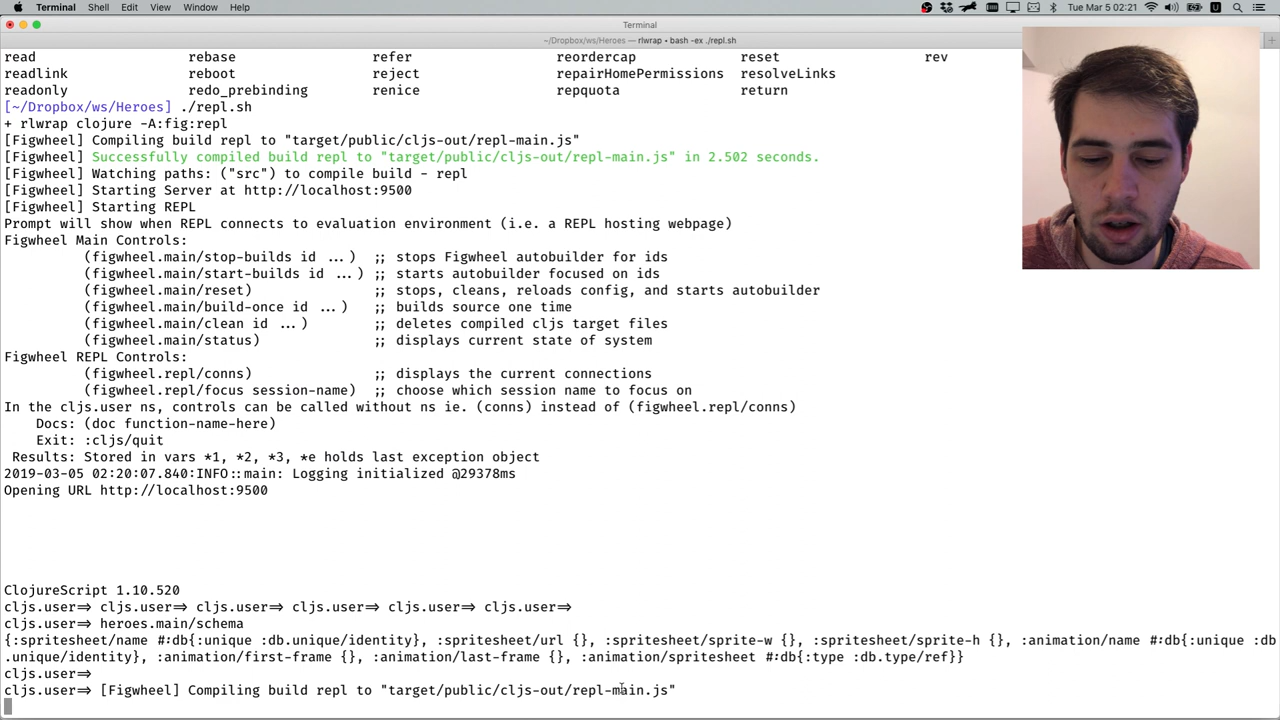 Terminal Shell Edit View Window Help Tue Mar 5 02:21
Terminal
~/Dropbox/ws/Heroes — rlwrap • bash -ex ./repl.sh
read rebase refer reordercap reset rev
readlink reboot reject repairHomePermissions resolveLinks
readonly redo_prebinding renice repquota return
[~/Dropbox/ws/Heroes] ./repl.sh
+ rlwrap clojure -A:fig:repl
[Figwheel] Compiling build repl to "target/public/cljs-out/repl-main.js"
[Figwheel] Successfully compiled build repl to "target/public/cljs-out/repl-main.js" in 2.502 seconds.
[Figwheel] Watching paths: ("src") to compile build - repl
[Figwheel] Starting Server at http://localhost:9500
[Figwheel] Starting REPL
Prompt will show when REPL connects to evaluation environment (i.e. a REPL hosting webpage)
Figwheel Main Controls:
(figwheel.main/stop-builds id ...) ;; stops Figwheel autobuilder for ids
(figwheel.main/start-builds id ...) ;; starts autobuilder focused on ids
(figwheel.main/reset) ;; stops, cleans, reloads config, and starts autobuilder
(figwheel.main/build-once id ...) ;; builds source one time
(figwheel.main/clean id ...) ;; deletes compiled cljs target files
(figwheel.main/status) ;; displays current state of system
Figwheel REPL Controls:
(figwheel.repl/conns) ;; displays the current connections
(figwheel.repl/focus session-name) ;; choose which session name to focus on
In the cljs.user ns, controls can be called without ns ie. (conns) instead of (figwheel.repl/conns)
Docs: (doc function-name-here)
Exit: :cljs/quit
Results: Stored in vars *1, *2, *3, *e holds last exception object
2019-03-05 02:20:07.840:INFO::main: Logging initialized @29378ms
Opening URL http://localhost:9500
ClojureScript 1.10.520
cljs.user=> cljs.user=> cljs.user=> cljs.user=> cljs.user=> cljs.user=>
cljs.user=> heroes.main/schema
{:spritesheet/name #:db{:unique :db.unique/identity}, :spritesheet/url {}, :spritesheet/sprite-w {}, :spritesheet/sprite-h {}, :animation/name #:db{:unique :db
.unique/identity}, :animation/first-frame {}, :animation/last-frame {}, :animation/spritesheet #:db{:type :db.type/ref}}
cljs.user=>
cljs.user=> [Figwheel] Compiling build repl to "target/public/cljs-out/repl-main.js"